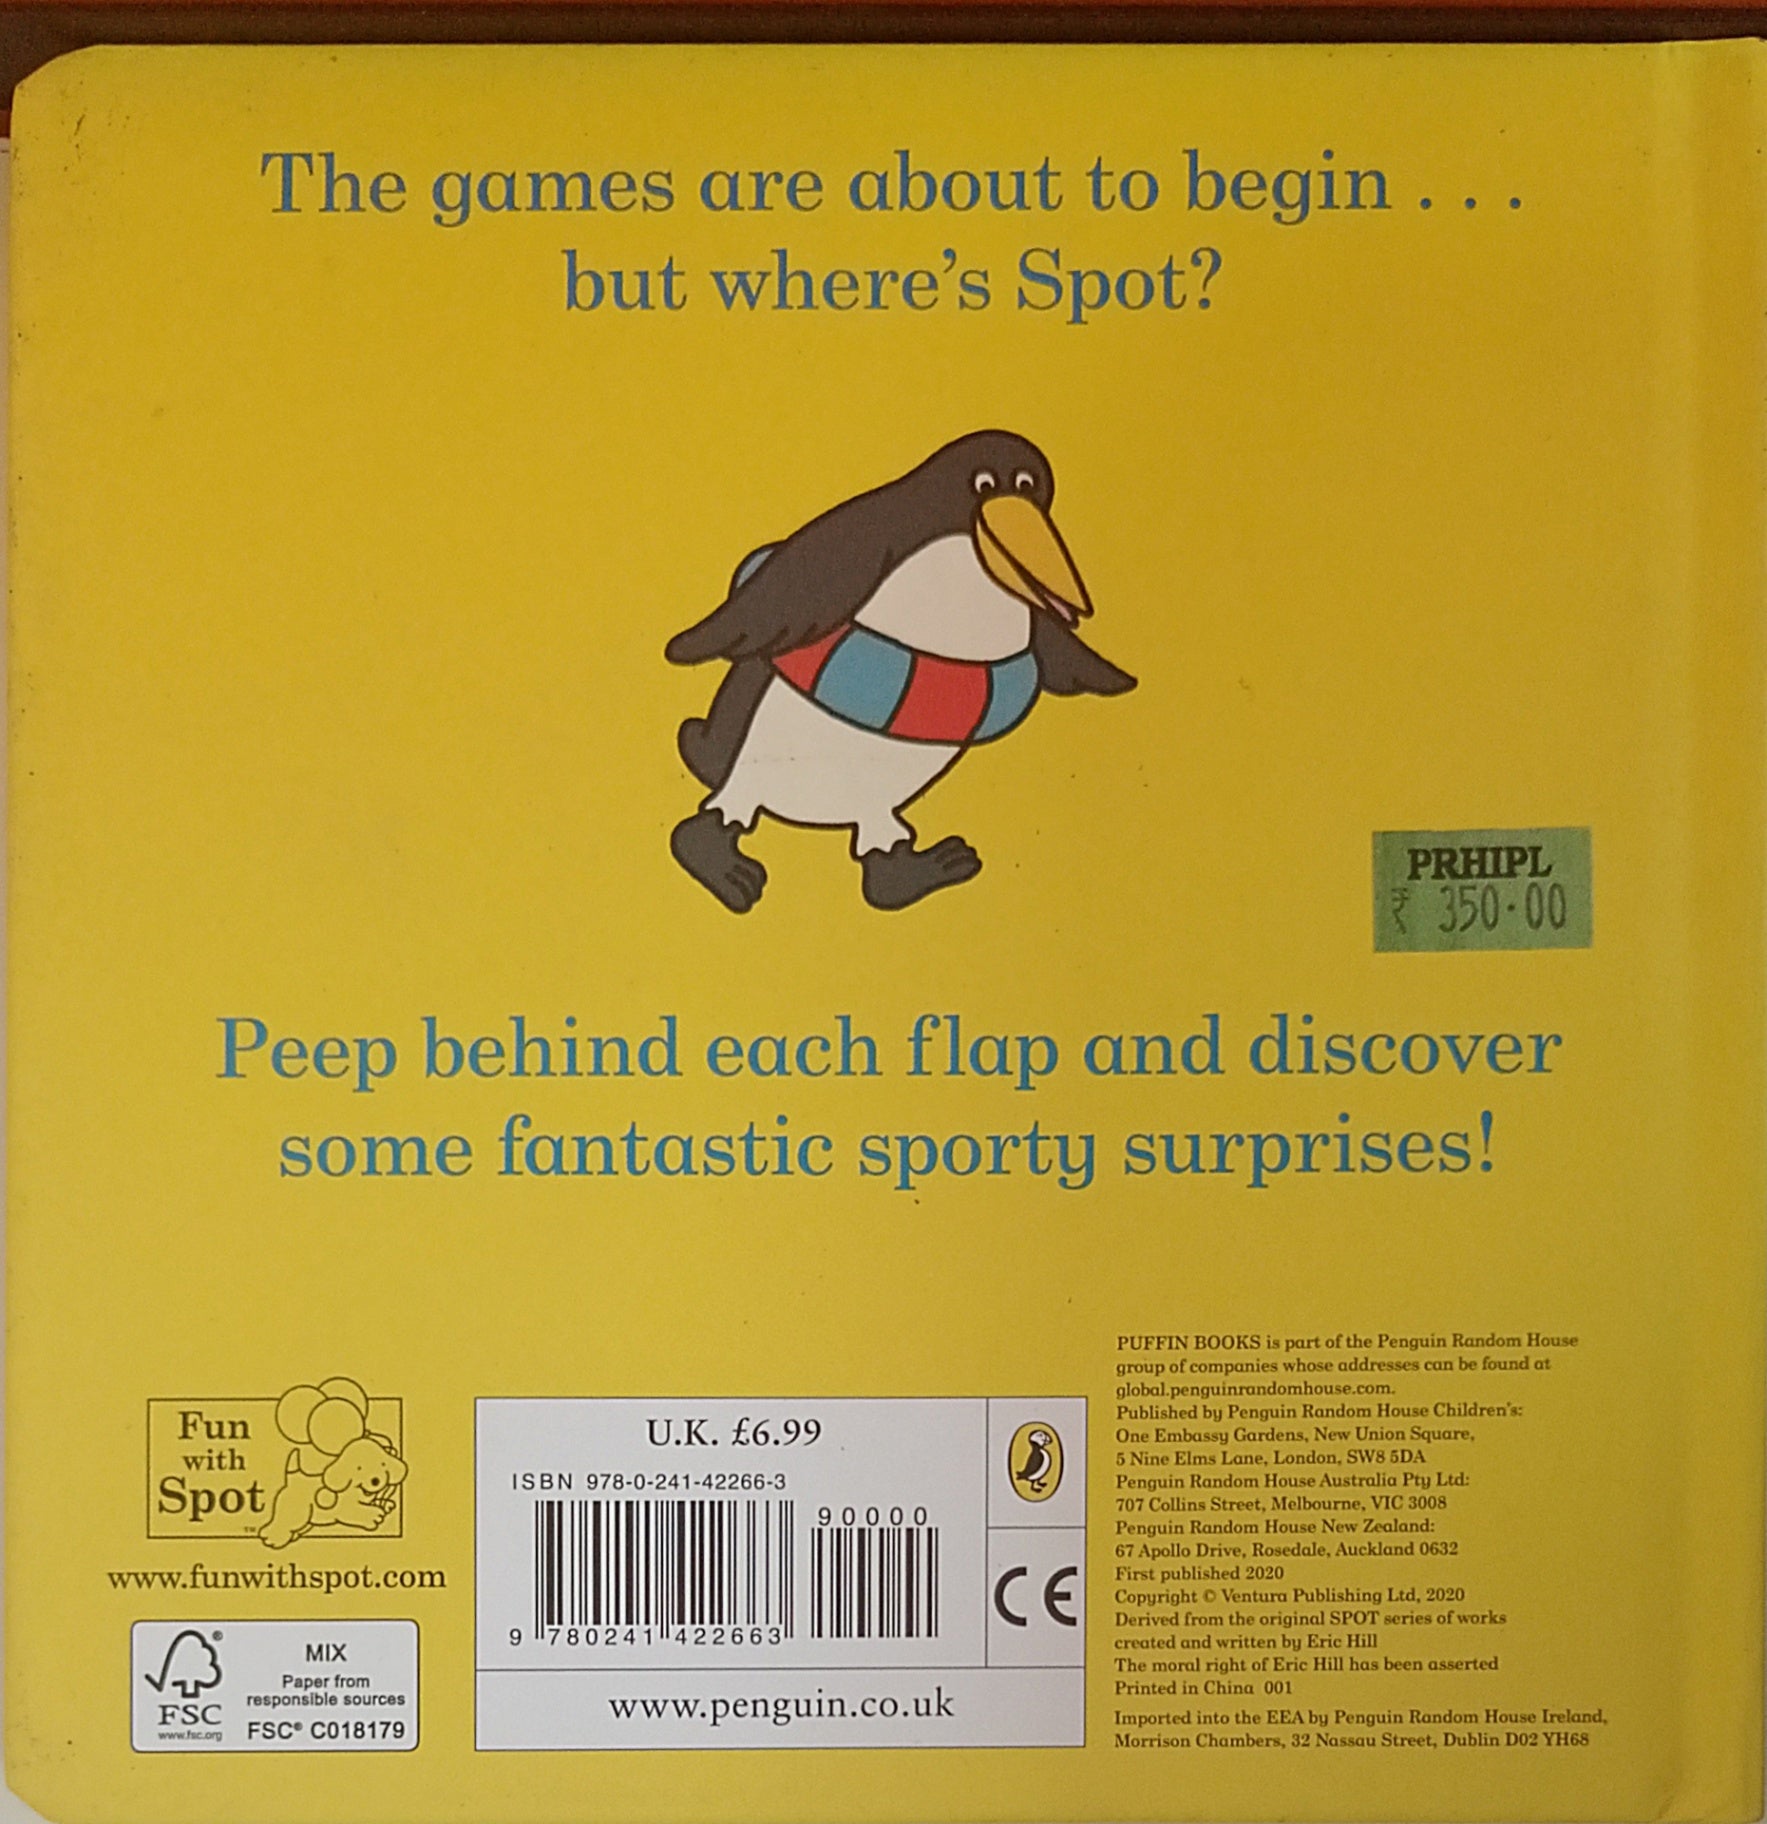 The games are about to begin . . .
but where's Spot?
PRHIPL
₹ 350.00
Peep behind each flap and discover
some fantastic sporty surprises!
Fun
with
Spot
™
www.funwithspot.com
FSC
www.fsc.org
MIX
Paper from
responsible sources
FSC® C018179
U.K. £6.99
ISBN 978-0-241-42266-3
90000
9 780241 422663
CE
www.penguin.co.uk
PUFFIN BOOKS is part of the Penguin Random House
group of companies whose addresses can be found at
global.penguinrandomhouse.com.
Published by Penguin Random House Children's:
One Embassy Gardens, New Union Square,
5 Nine Elms Lane, London, SW8 5DA
Penguin Random House Australia Pty Ltd:
707 Collins Street, Melbourne, VIC 3008
Penguin Random House New Zealand:
67 Apollo Drive, Rosedale, Auckland 0632
First published 2020
Copyright © Ventura Publishing Ltd, 2020
Derived from the original SPOT series of works
created and written by Eric Hill
The moral right of Eric Hill has been asserted
Printed in China 001
Imported into the EEA by Penguin Random House Ireland,
Morrison Chambers, 32 Nassau Street, Dublin D02 YH68